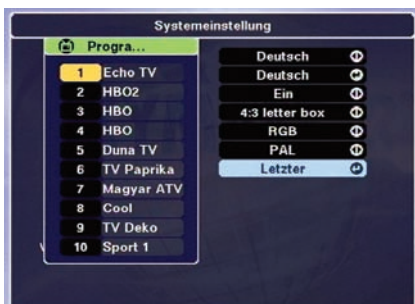 Systemeinstellung
Progra...
1 Echo TV
2 HBO2
3 HBO
4 HBO
5 Duna TV
6 TV Paprika
7 Magyar ATV
8 Cool
9 TV Deko
10 Sport 1
Deutsch
Deutsch
Ein
4:3 letter box
RGB
PAL
Letzter